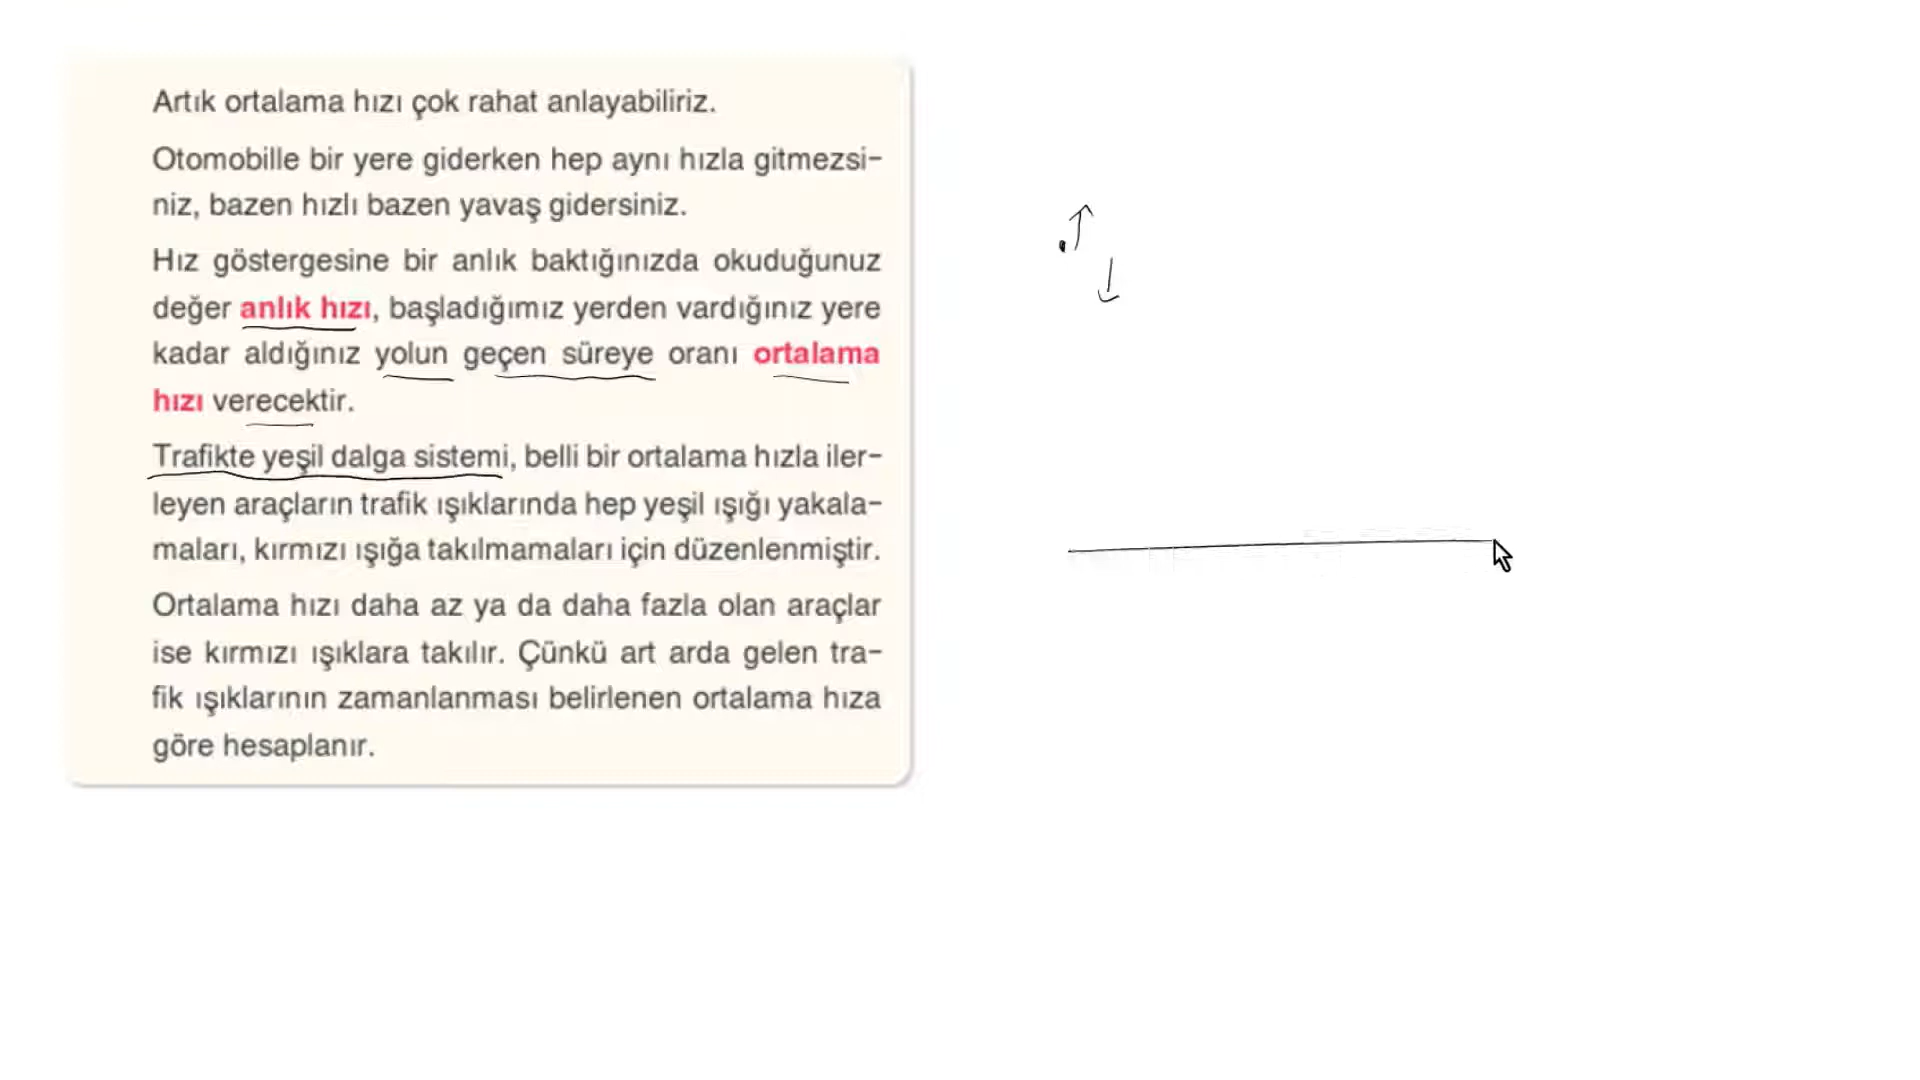 Artık ortalama hızı çok rahat anlayabiliriz.
Otomobille bir yere giderken hep aynı hızla gitmezsi-
niz, bazen hızlı bazen yavaş gidersiniz.
Hız göstergesine bir anlık baktığınızda okuduğunuz
değer anlık hızı, başladığımız yerden vardığınız yere
kadar aldığınız yolun geçen süreye oranı ortalama
hızı verecektir.
Trafikte yeşil dalga sistemi, belli bir ortalama hızla iler-
leyen araçların trafik ışıklarında hep yeşil ışığı yakala-
maları, kırmızı ışığa takılmamaları için düzenlenmiştir.
Ortalama hızı daha az ya da daha fazla olan araçlar
ise kırmızı ışıklara takılır. Çünkü art arda gelen tra-
fik ışıklarının zamanlanması belirlenen ortalama hıza
göre hesaplanır.